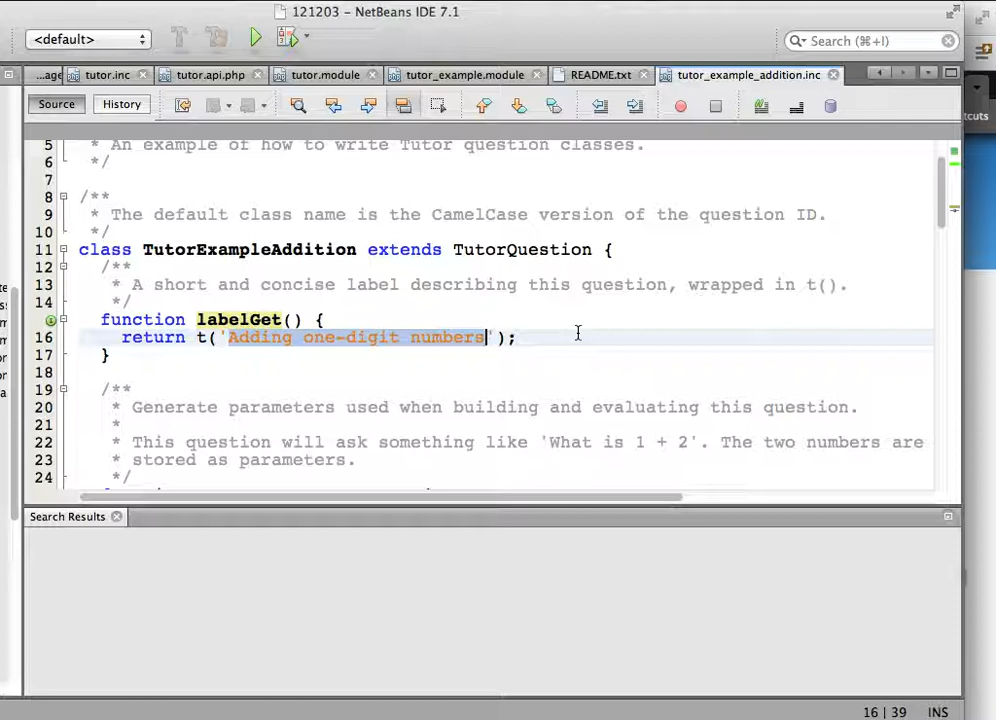 121203 – NetBeans IDE 7.1
<default>
Search (⌘+I)
...age
tutor.inc
tutor.api.php
tutor.module
tutor_example.module
README.txt
tutor_example_addition.inc
Source
History
cuts
5 * An example of how to write Tutor question classes.
6 */
7
8 /**
9 * The default class name is the CamelCase version of the question ID.
10 */
11 class TutorExampleAddition extends TutorQuestion {
12 /**
13 * A short and concise label describing this question, wrapped in t().
14 */
function labelGet() {
16 return t('Adding one-digit numbers');
17 }
18
19 /**
20 * Generate parameters used when building and evaluating this question.
21 *
22 * This question will ask something like 'What is 1 + 2'. The two numbers are
23 * stored as parameters.
24 */
Search Results
16 | 39 INS